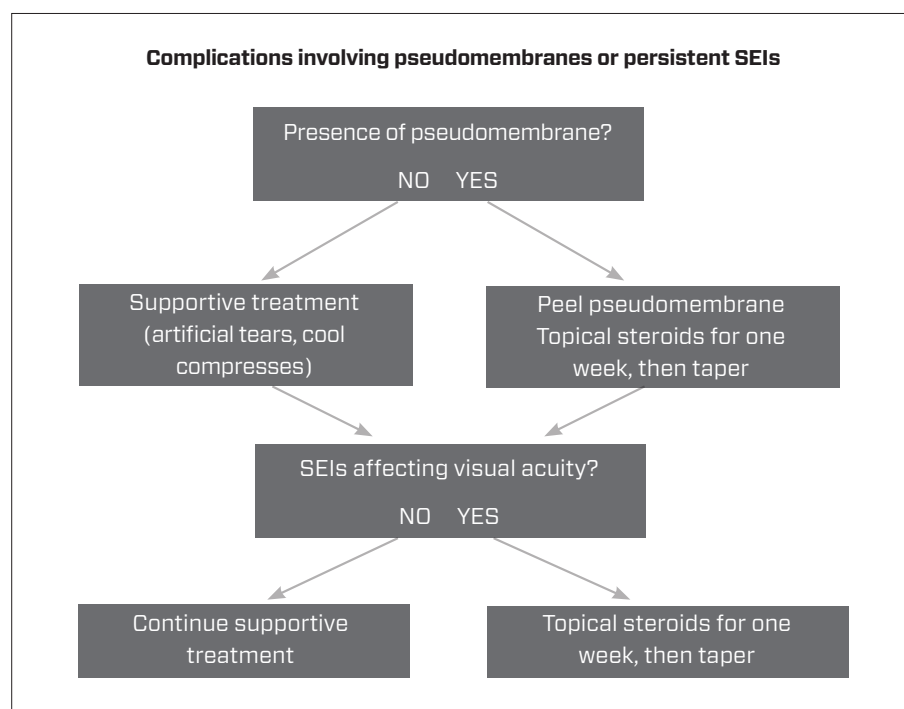 Complications involving pseudomembranes or persistent SEIs
Presence of pseudomembrane?
NO YES
Supportive treatment
(artificial tears, cool
compresses)
Peel pseudomembrane
Topical steroids for one
week, then taper
SEIs affecting visual acuity?
NO YES
Continue supportive
treatment
Topical steroids for one
week, then taper